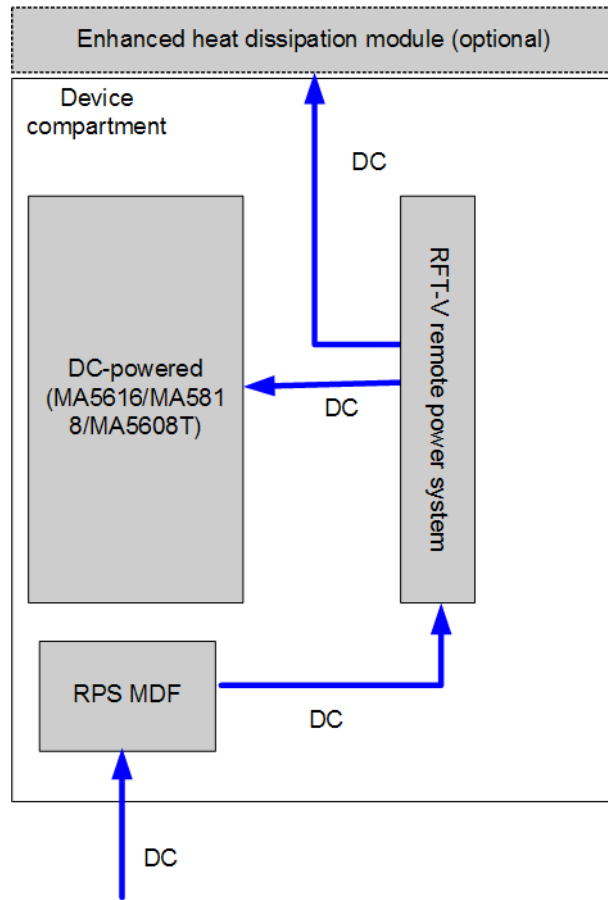 Enhanced heat dissipation module (optional)
Device
compartment
DC
RFT-V remote power system
DC-powered
(MA5616/MA581
8/MA5608T)
DC
RPS MDF
DC
DC